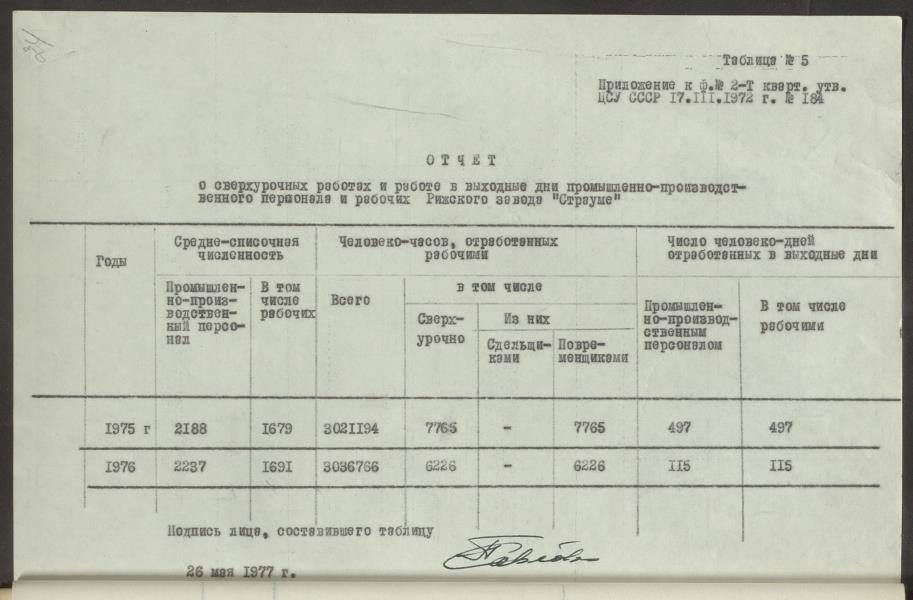 Таблица № 5
Приложение к ф.№ 2-Т кварт. утв.
ЦСУ СССР 17.III.1972 г. № 184
ОТЧЕТ
о сверхурочных работах и работе в выходные дни промышленно-производст-
венного персонала и рабочих Рижского завода "Страуме"
Годы
Средне-списочная
численность
Человеко-часов, отработанных
рабочими
Число человеко-дней
отработанных в выходные дни
Промышлен-
но-произ-
водствен-
ный персо-
нал
В том
числе
рабочих
Всего
в том числе
Сверх-
урочно
Из них
Сдельщи-
ками
Повре-
менщиками
Промышлен-
но-производ-
ственным
персоналом
В том числе
рабочими
1975 г 2188 1679 3021194 7765 - 7765 497 497
1976 2237 1691 3036766 6226 - 6226 115 115
Подпись лица, составившего таблицу
26 мая 1977 г.